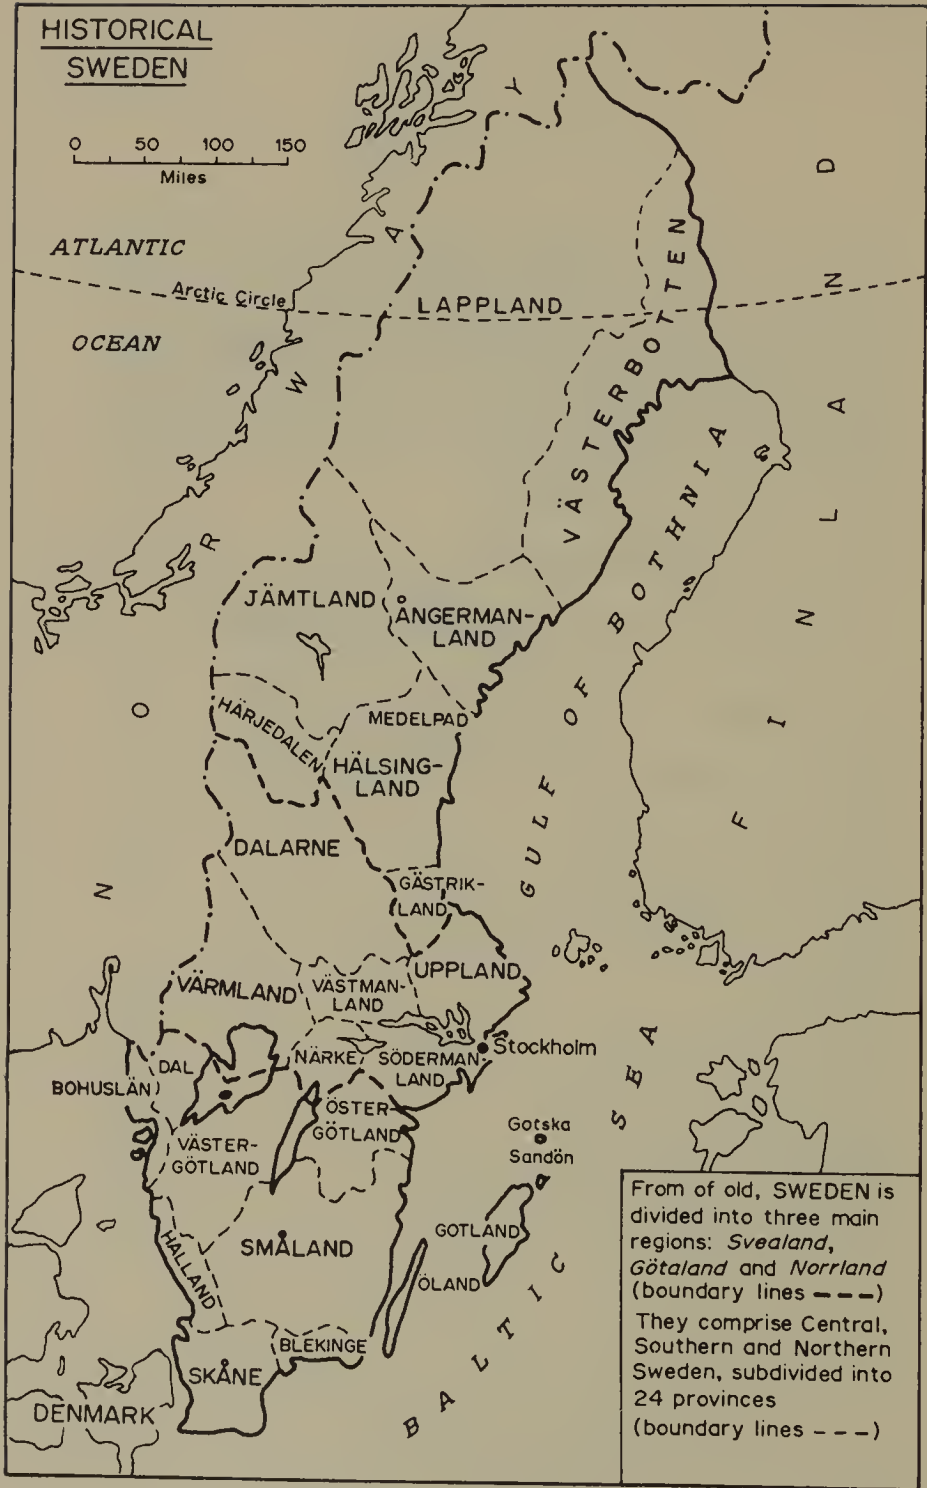 HISTORICAL
SWEDEN
0 50 100 150
Miles
ATLANTIC
OCEAN
Arctic Circle
NORWAY
FINLAND
LAPPLAND
VÄSTERBOTTEN
GULF OF BOTHNIA
JÄMTLAND
ÅNGERMAN-
LAND
MEDELPAD
HÄRJEDALEN
HÄLSING-
LAND
DALARNE
GÄSTRIK-
LAND
UPPLAND
VÄRMLAND
VÄSTMAN-
LAND
Stockholm
NÄRKE
SÖDERMAN-
LAND
DAL
BOHUSLÄN
ÖSTER-
GÖTLAND
VÄSTER-
GÖTLAND
Gotska
Sandön
GOTLAND
ÖLAND
SMÅLAND
HALLAND
BLEKINGE
SKÅNE
DENMARK
BALTIC SEA
From of old, SWEDEN is
divided into three main
regions: Svealand,
Götaland and Norrland
(boundary lines ---)
They comprise Central,
Southern and Northern
Sweden, subdivided into
24 provinces
(boundary lines ---)